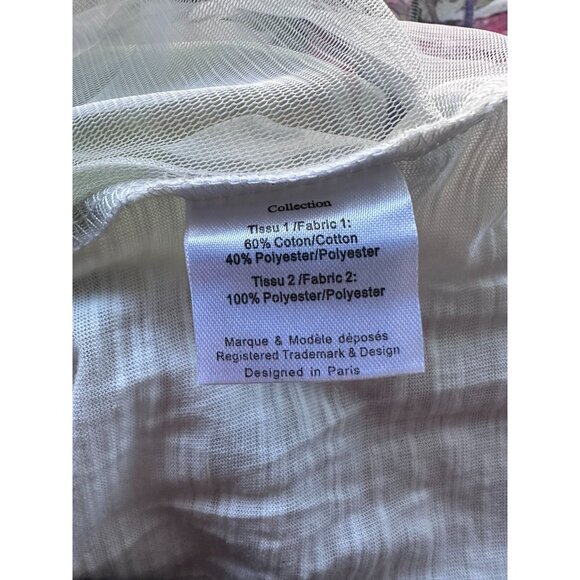 Collection
Tissu 1 /Fabric 1:
60% Coton/Cotton
40% Polyester/Polyester
Tissu 2 /Fabric 2:
100% Polyester/Polyester
Marque & Modèle déposés
Registered Trademark & Design
Designed in Paris